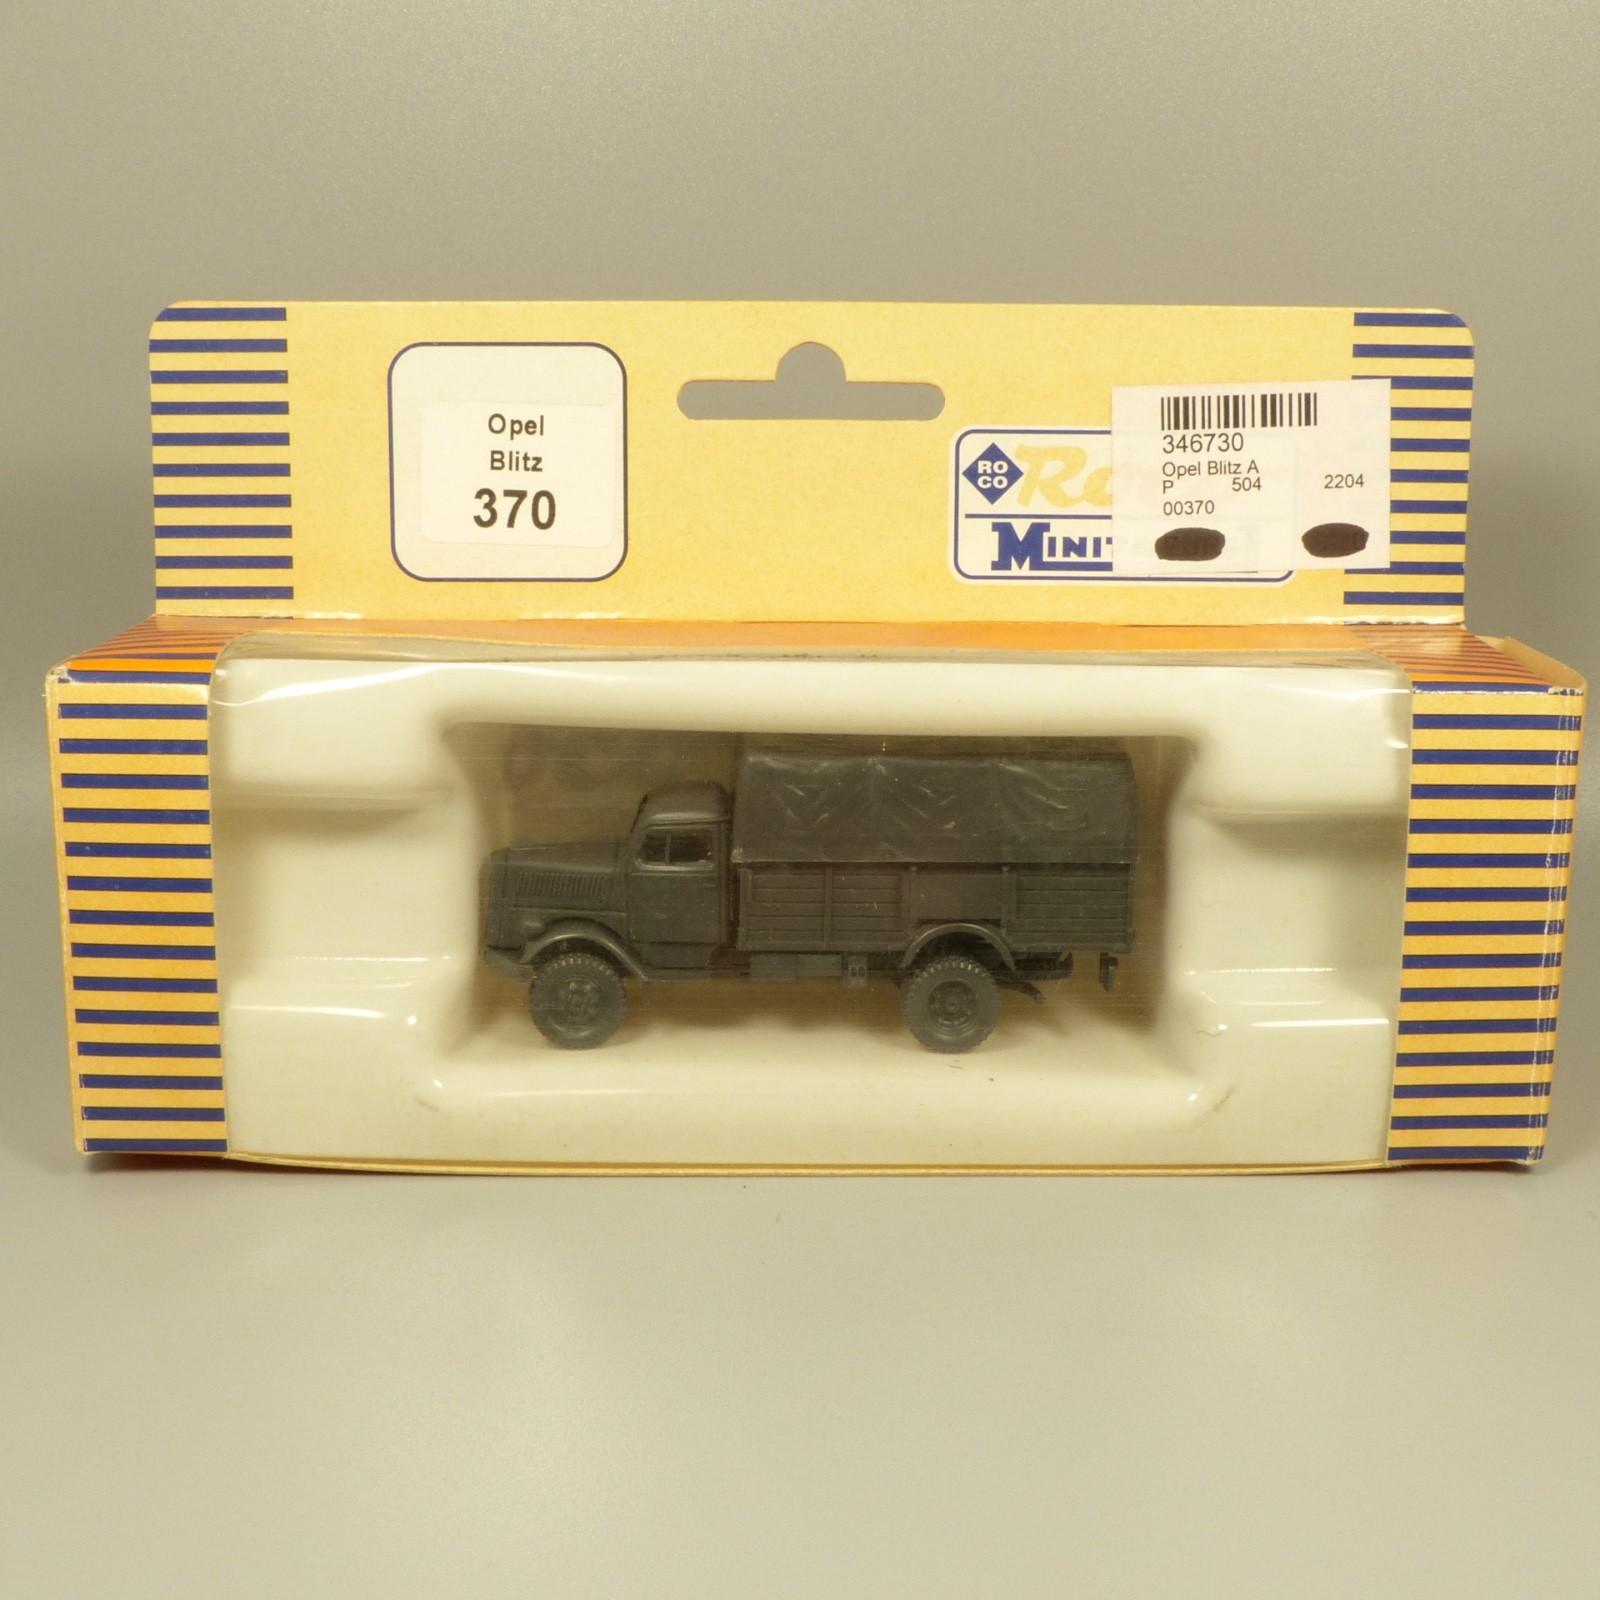 Opel
Blitz
370
RO
CO
346730
Opel Blitz A
P 504 2204
00370